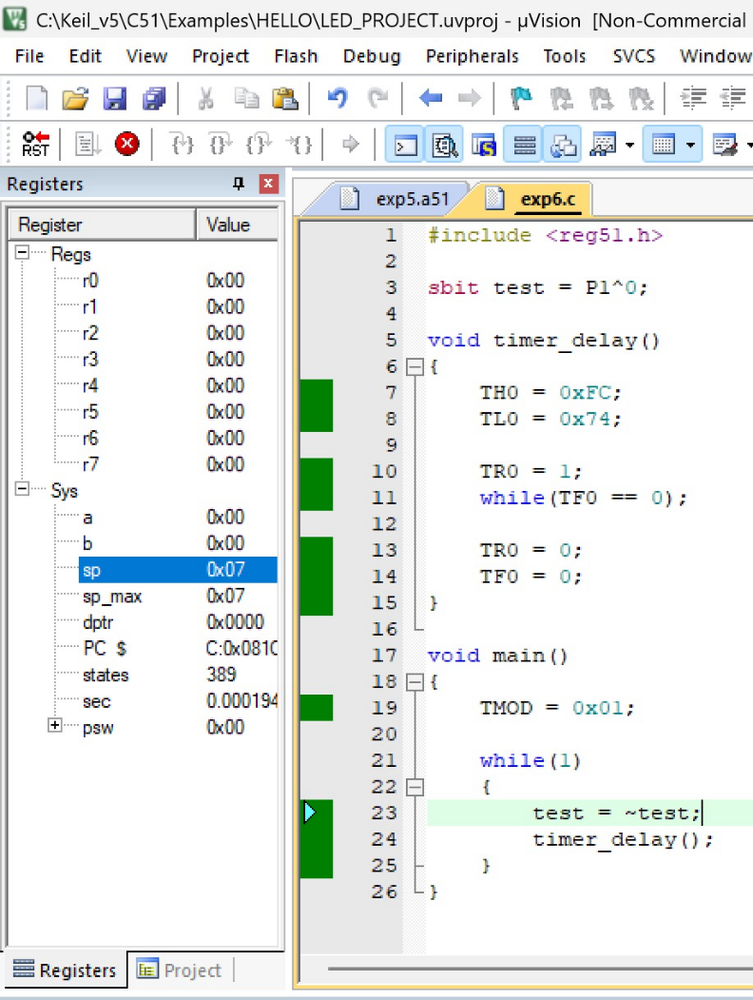 C:\Keil_v5\C51\Examples\HELLO\LED_PROJECT.uvproj - µVision [Non-Commercial
File Edit View Project Flash Debug Peripherals Tools SVCS Window
RST
Registers
exp5.a51 exp6.c
Register Value
Regs
r0 0x00
r1 0x00
r2 0x00
r3 0x00
r4 0x00
r5 0x00
r6 0x00
r7 0x00
Sys
a 0x00
b 0x00
sp 0x07
sp_max 0x07
dptr 0x0000
PC $ C:0x081C
states 389
sec 0.000194
psw 0x00
1 #include <reg51.h>
2
3 sbit test = P1^0;
4
5 void timer_delay()
6 {
7 TH0 = 0xFC;
8 TL0 = 0x74;
9
10 TR0 = 1;
11 while(TF0 == 0);
12
13 TR0 = 0;
14 TF0 = 0;
15 }
16
17 void main()
18 {
19 TMOD = 0x01;
20
21 while(1)
22 {
23 test = ~test;
24 timer_delay();
25 }
26 }
Registers Project